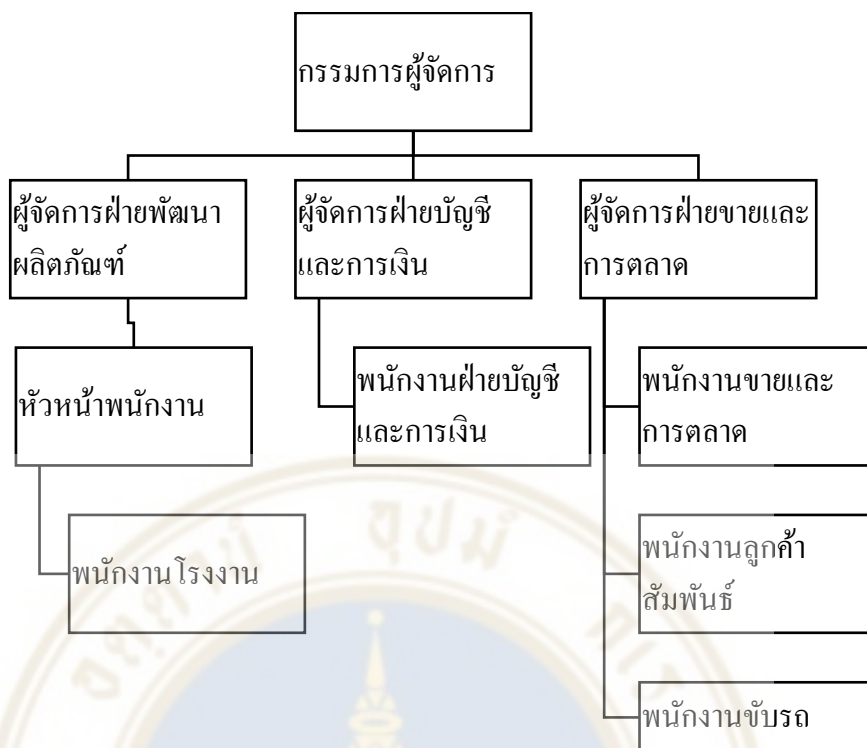 กรรมการผู้จัดการ
ผู้จัดการฝ่ายพัฒนา
ผลิตภัณฑ์
ผู้จัดการฝ่ายบัญชี
และการเงิน
ผู้จัดการฝ่ายขายและ
การตลาด
หัวหน้าพนักงาน
พนักงานฝ่ายบัญชี
และการเงิน
พนักงานขายและ
การตลาด
พนักงานโรงงาน
พนักงานลูกค้า
สัมพันธ์
พนักงานขับรถ